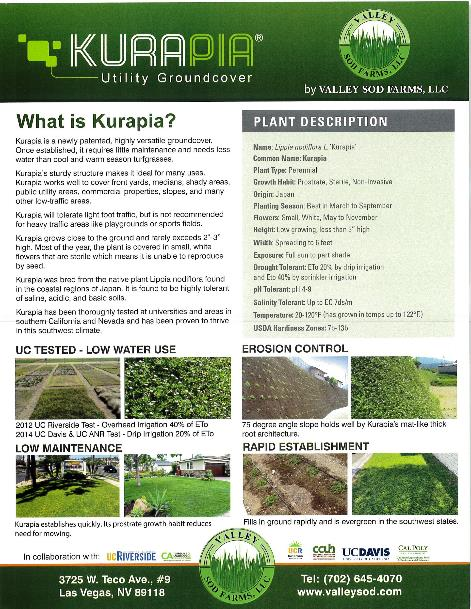 KURAPIA®
Utility Groundcover
VALLEY
SOD FARMS, LLC
by VALLEY SOD FARMS, LLC
What is Kurapia?
Kurapia is a newly patented, highly versatile groundcover.
Once established, it requires little maintenance and needs less
water than cool and warm season turfgrasses.
Kurapia's sturdy structure makes it ideal for many uses.
Kurapia works well to cover front yards, medians, shady areas,
public utility areas, commercial properties, slopes, and many
other low-traffic areas.
Kurapia will tolerate light foot traffic, but is not recommended
for heavy traffic areas like playgrounds or sports fields.
Kurapia grows close to the ground and rarely exceeds 2"-3"
high. Most of the year, the plant is covered in small, white
flowers that are sterile which means it is unable to reproduce
by seed.
Kurapia was bred from the native plant Lippia nodiflora found
in the coastal regions of Japan. It is found to be highly tolerant
of saline, acidic, and basic soils.
Kurapia has been thoroughly tested at universities and areas in
southern California and Nevada and has been proven to thrive
in this southwest climate.
PLANT DESCRIPTION
Name: Lippia nodiflora L. 'Kurapia'
Common Name: Kurapia
Plant Type: Perennial
Growth Habit: Prostrate, Sterile, Non-Invasive
Origin: Japan
Planting Season: Best in March to September
Flowers: Small, White, May to November
Height: Low growing, less than 3" high
Width: Spreading to 6 feet
Exposure: Full sun to part shade
Drought Tolerant: ETo 20% by drip irrigation
and Eto 40% by sprinkler irrigation
pH Tolerant: pH 4-9
Salinity Tolerant: Up to EC 7ds/m
Temperature: 20-120°F (has grown in temps up to 122°F)
USDA Hardiness Zones: 7b-13b
UC TESTED - LOW WATER USE
2012 UC Riverside Test - Overhead Irrigation 40% of ETo
2014 UC Davis & UC ANR Test - Drip Irrigation 20% of ETo
EROSION CONTROL
75 degree angle slope holds well by Kurapia's mat-like thick
root architecture.
LOW MAINTENANCE
Kurapia establishes quickly. Its prostrate growth habit reduces
need for mowing.
RAPID ESTABLISHMENT
Fills in ground rapidly and is evergreen in the southwest states.
In collaboration with: UCRIVERSIDE
VALLEY
SOD FARMS, LLC
UCR
ccuh
UCDAVIS
CAL POLY
3725 W. Teco Ave., #9
Las Vegas, NV 89118
Tel: (702) 645-4070
www.valleysod.com